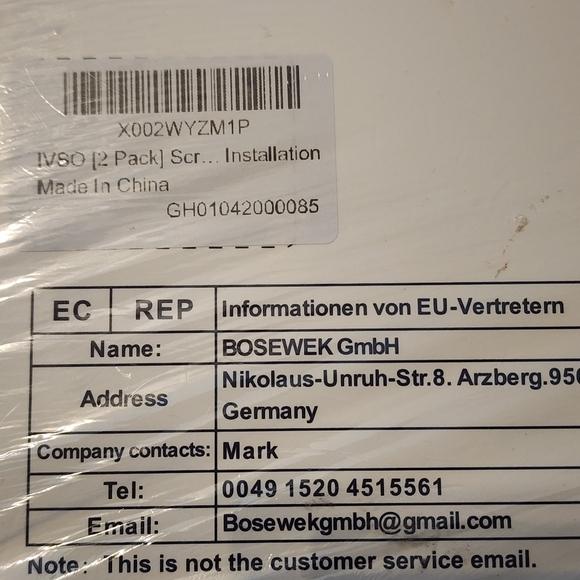 X002WYZM1P
IVSO [2 Pack] Scr... Installation
Made In China
GH01042000085
EC REP Informationen von EU-Vertretern
Name: BOSEWEK GmbH
Address Nikolaus-Unruh-Str.8. Arzberg.950
Germany
Company contacts: Mark
Tel: 0049 1520 4515561
Email: Bosewekgmbh@gmail.com
Note: This is not the customer service email.